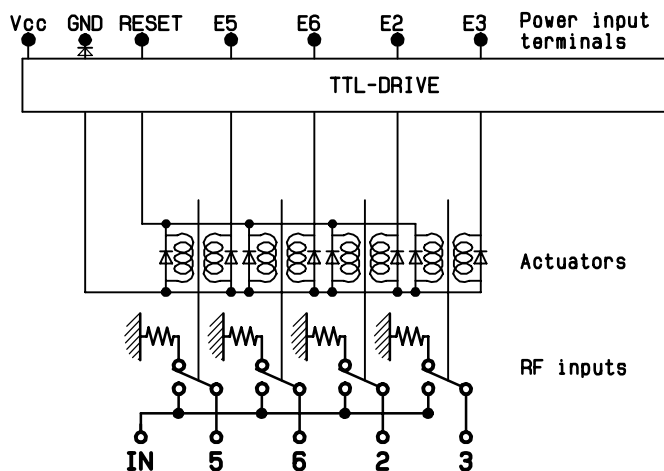 Vcc GND RESET E5 E6 E2 E3 Power input
terminals
TTL-DRIVE
Actuators
RF inputs
IN 5 6 2 3